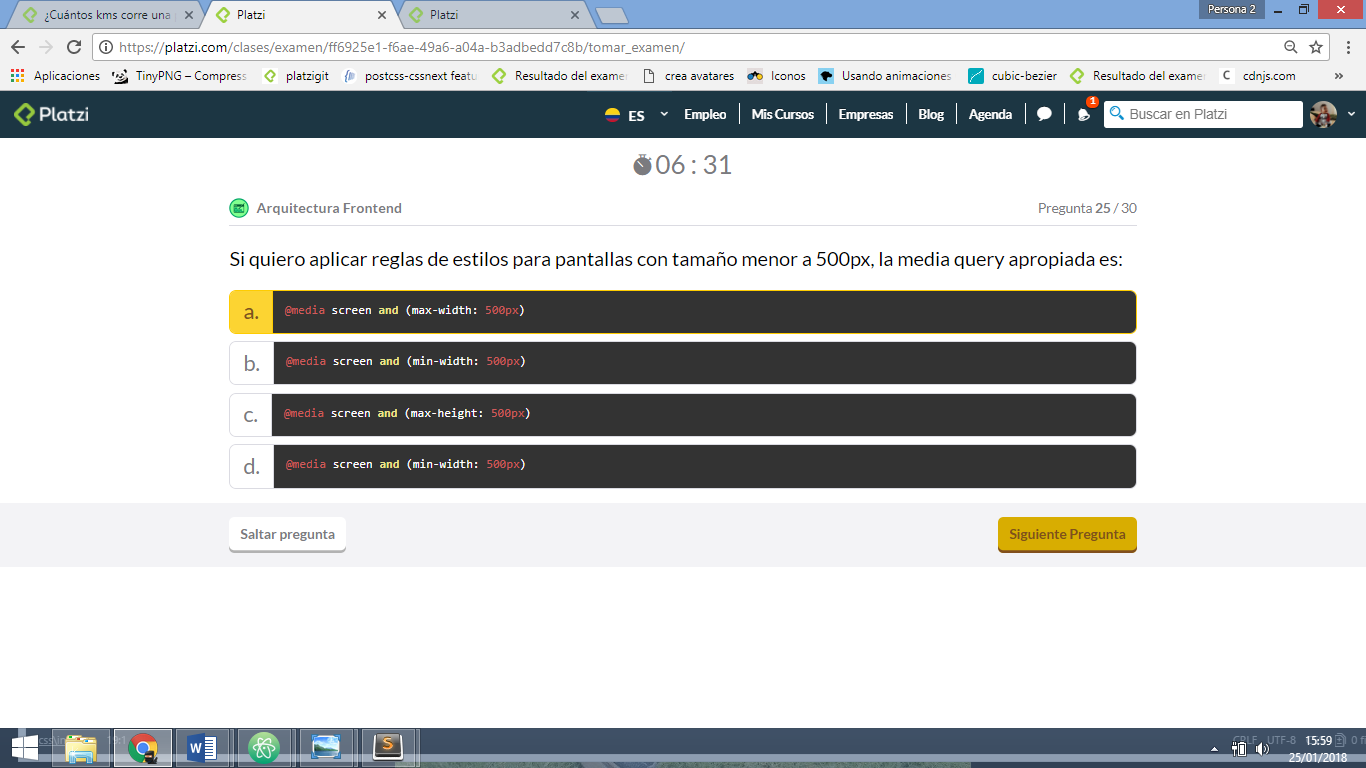 ¿Cuántos kms corre una
Platzi
Platzi
Persona 2
https://platzi.com/clases/examen/ff6925e1-f6ae-49a6-a04a-b3adbedd7c8b/tomar_examen/
Aplicaciones TinyPNG – Compress platzigit postcss-cssnext featu Resultado del examen crea avatares Iconos Usando animaciones cubic-bezier Resultado del examen cdnjs.com »
Platzi ES Empleo Mis Cursos Empresas Blog Agenda 1 Buscar en Platzi
06 : 31
Arquitectura Frontend Pregunta 25 / 30
Si quiero aplicar reglas de estilos para pantallas con tamaño menor a 500px, la media query apropiada es:
a. @media screen and (max-width: 500px)
b. @media screen and (min-width: 500px)
c. @media screen and (max-height: 500px)
d. @media screen and (min-width: 500px)
Saltar pregunta Siguiente Pregunta
CRLF UTF-8 15:59
25/01/2018